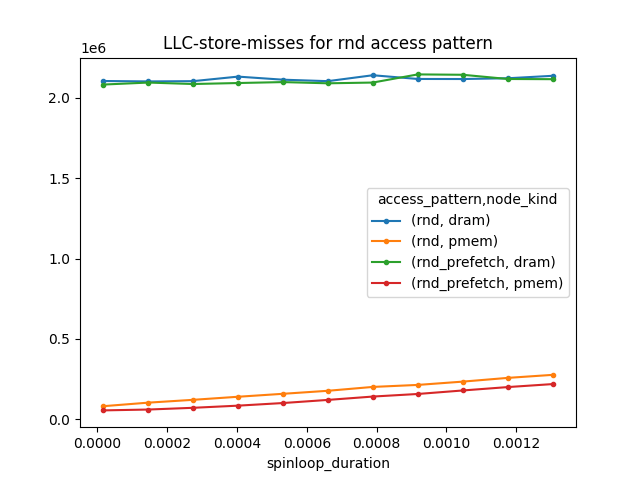 LLC-store-misses for rnd access pattern
1e6
2.0
1.5
1.0
0.5
0.0
access_pattern,node_kind
(rnd, dram)
(rnd, pmem)
(rnd_prefetch, dram)
(rnd_prefetch, pmem)
0.0000 0.0002 0.0004 0.0006 0.0008 0.0010 0.0012
spinloop_duration